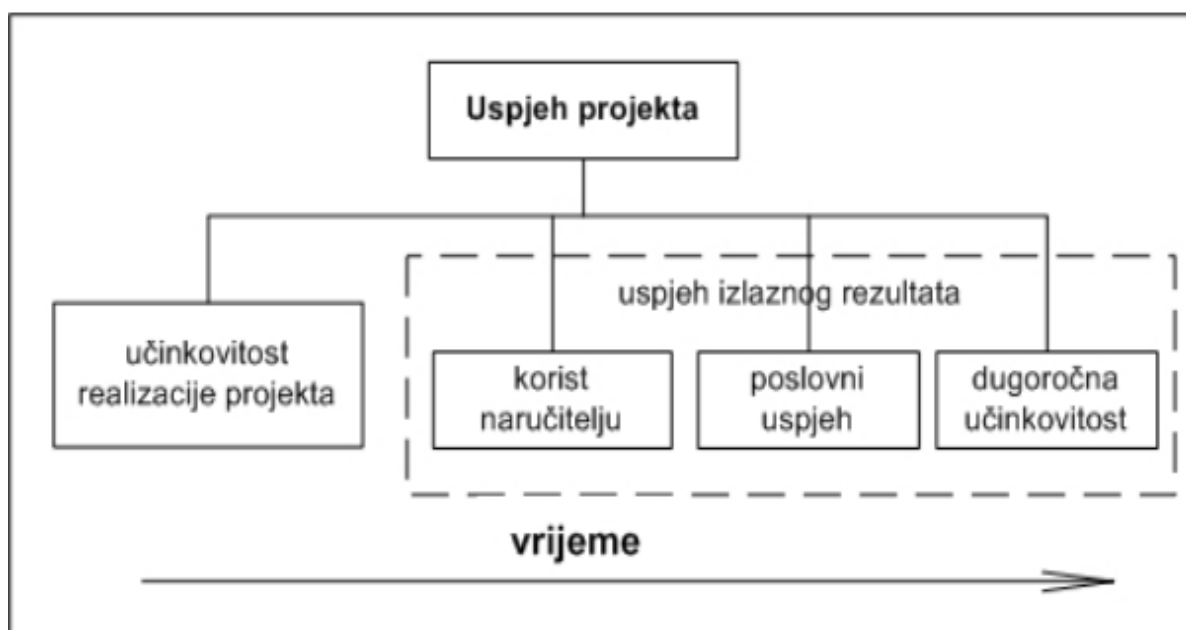 Uspjeh projekta
uspjeh izlaznog rezultata
učinkovitost
realizacije projekta
korist
naručitelju
poslovni
uspjeh
dugoročna
učinkovitost
vrijeme